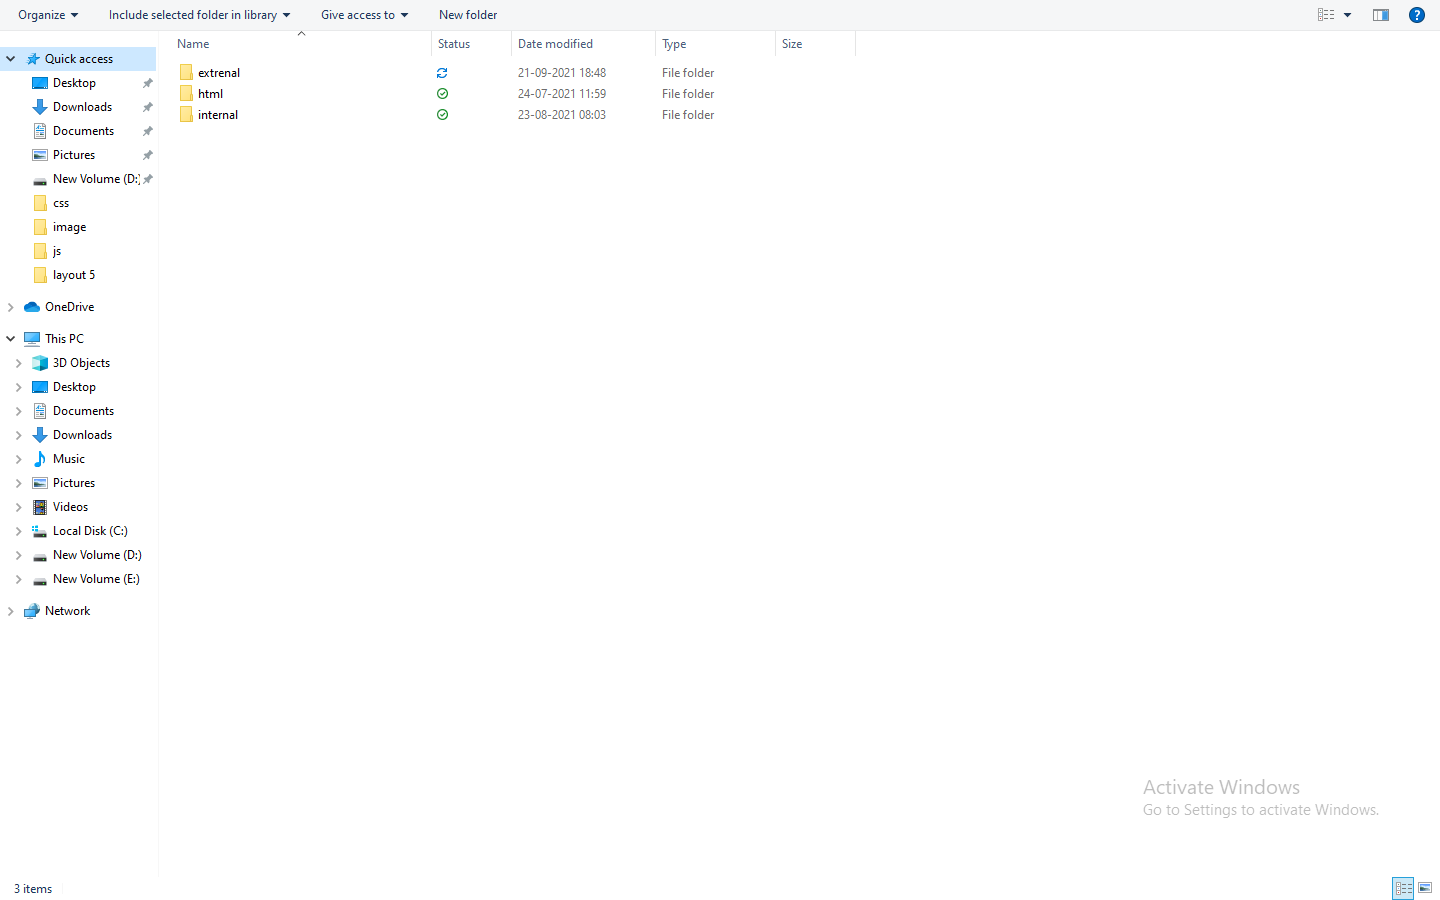 Organize Include selected folder in library Give access to New folder ?
Name Status Date modified Type Size
Quick access
Desktop
Downloads
Documents
Pictures
New Volume (D:)
css
image
js
layout 5
OneDrive
This PC
3D Objects
Desktop
Documents
Downloads
Music
Pictures
Videos
Local Disk (C:)
New Volume (D:)
New Volume (E:)
Network
extrenal 21-09-2021 18:48 File folder
html 24-07-2021 11:59 File folder
internal 23-08-2021 08:03 File folder
Activate Windows
Go to Settings to activate Windows.
3 items